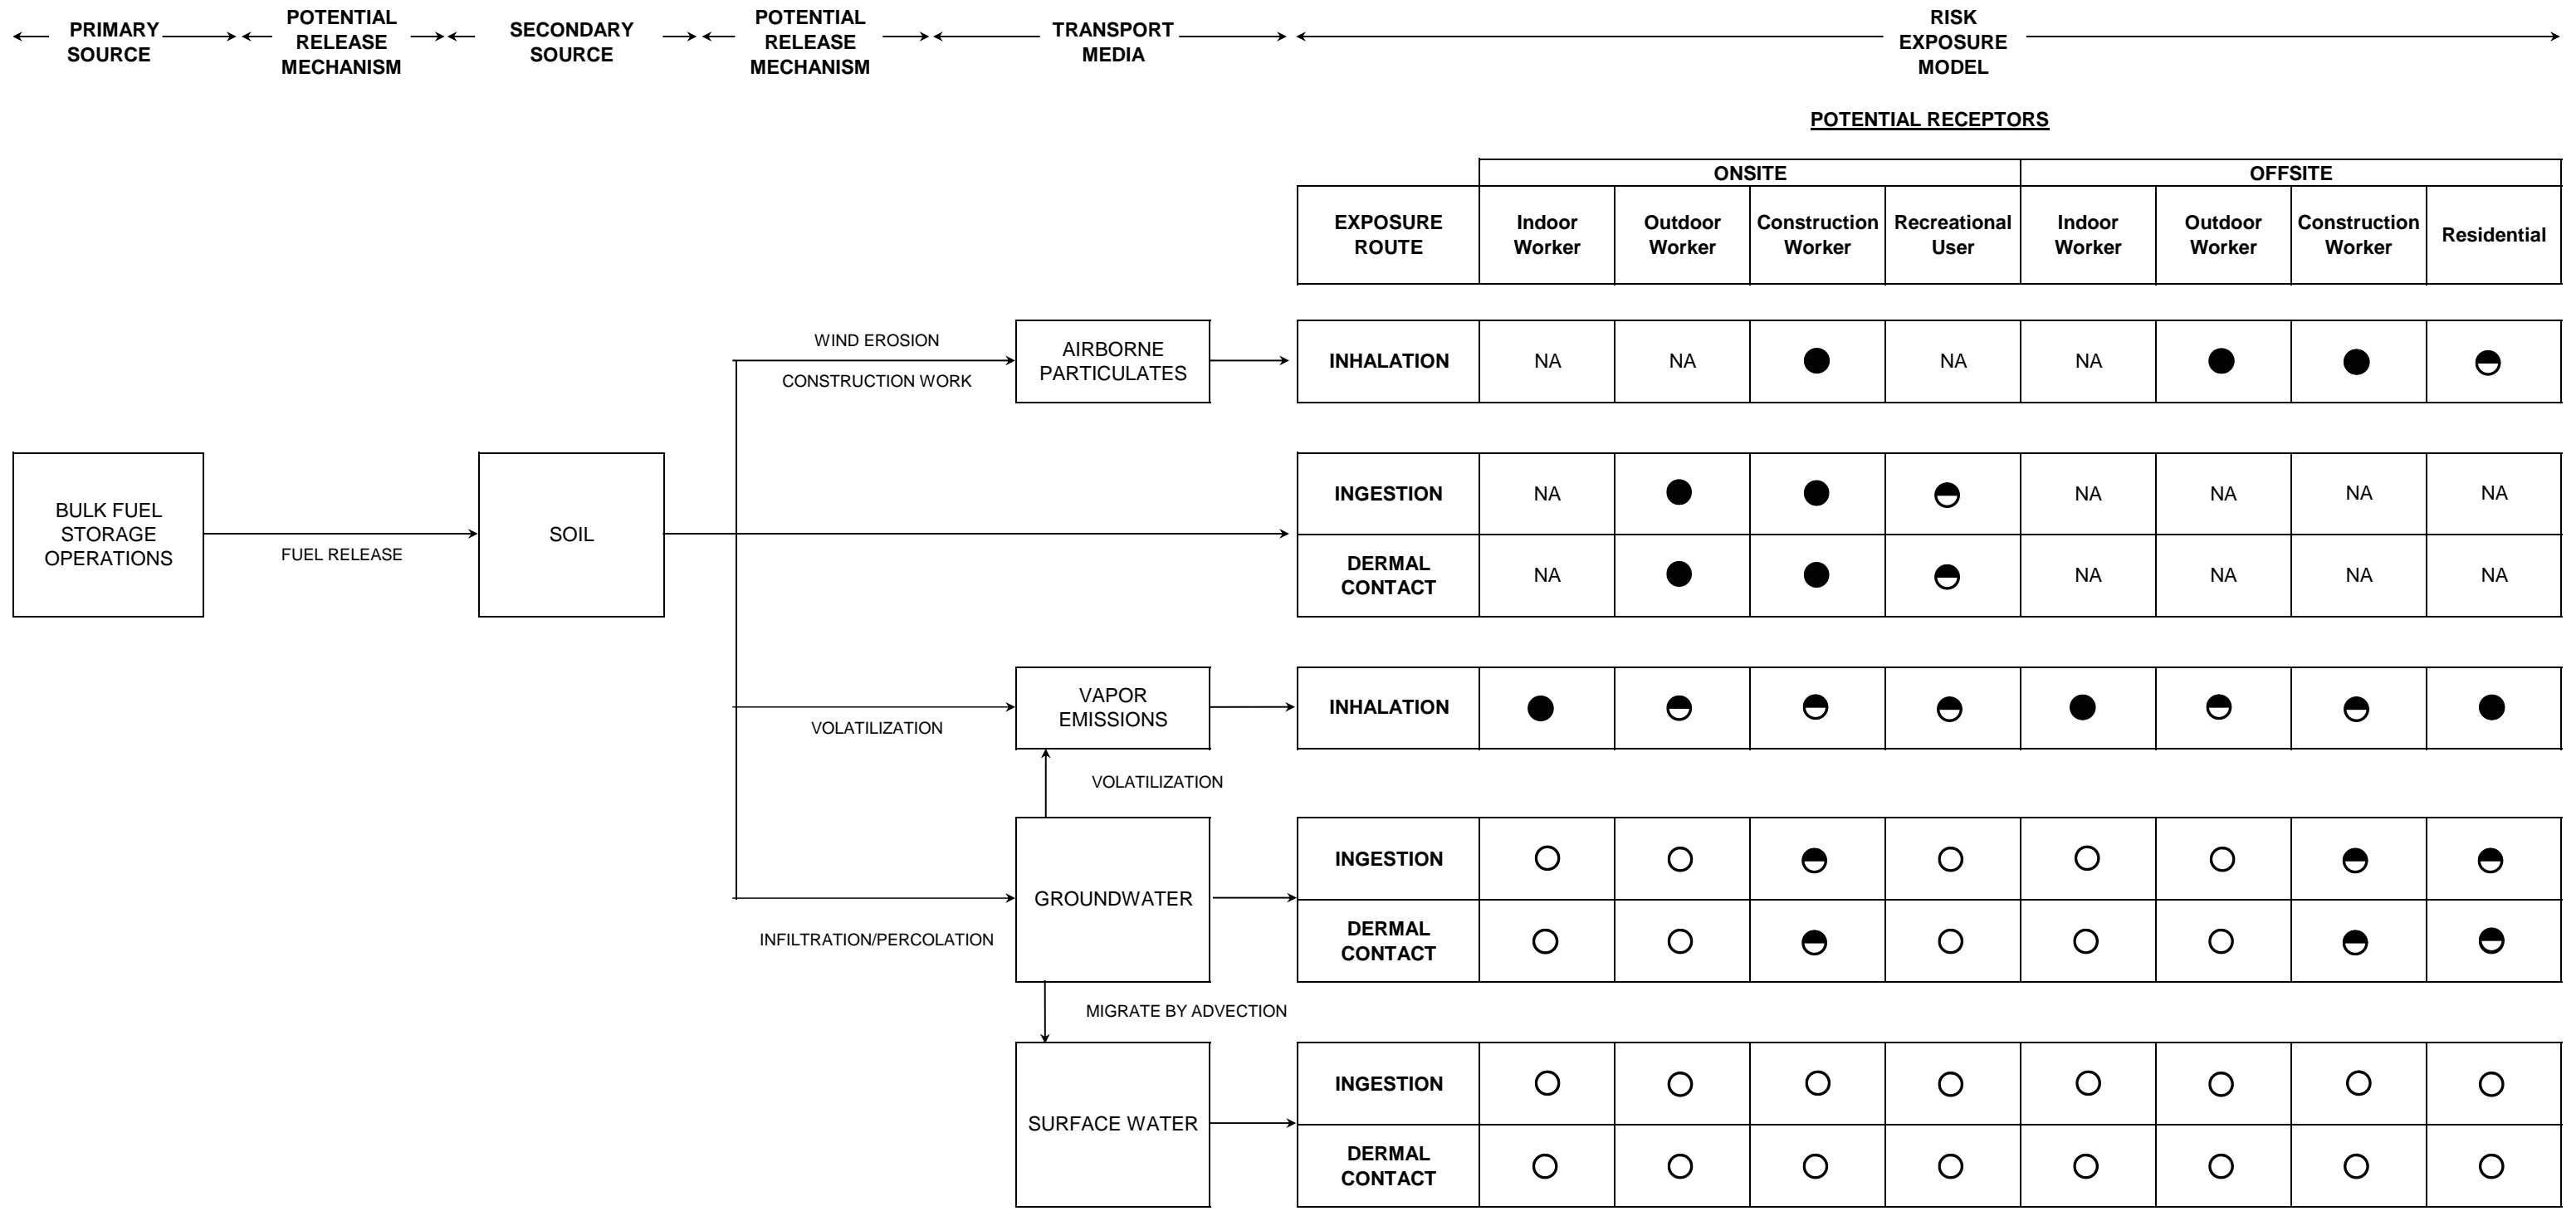 PRIMARY
SOURCE
POTENTIAL
RELEASE
MECHANISM
SECONDARY
SOURCE
POTENTIAL
RELEASE
MECHANISM
TRANSPORT
MEDIA
RISK
EXPOSURE
MODEL
POTENTIAL RECEPTORS
ONSITE
OFFSITE
EXPOSURE
ROUTE
Indoor
Worker
Outdoor
Worker
Construction
Worker
Recreational
User
Indoor
Worker
Outdoor
Worker
Construction
Worker
Residential
WIND EROSION
CONSTRUCTION WORK
AIRBORNE
PARTICULATES
INHALATION
NA
NA
NA
NA
BULK FUEL
STORAGE
OPERATIONS
FUEL RELEASE
SOIL
INGESTION
NA
NA
NA
NA
NA
DERMAL
CONTACT
NA
NA
NA
NA
NA
VOLATILIZATION
VAPOR
EMISSIONS
INHALATION
VOLATILIZATION
INFILTRATION/PERCOLATION
GROUNDWATER
INGESTION
DERMAL
CONTACT
MIGRATE BY ADVECTION
SURFACE WATER
INGESTION
DERMAL
CONTACT